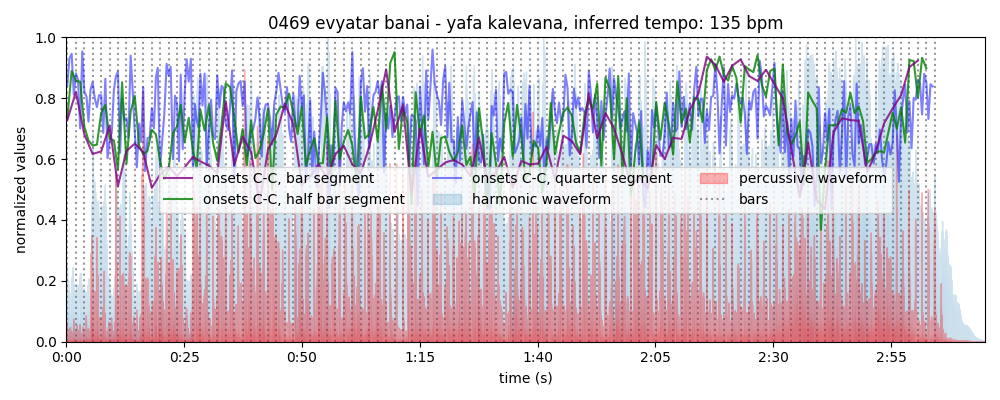 0469 evyatar banai - yafa kalevana, inferred tempo: 135 bpm
normalized values
1.0
0.8
0.6
0.4
0.2
0.0
onsets C-C, bar segment
onsets C-C, half bar segment
onsets C-C, quarter segment
harmonic waveform
percussive waveform
bars
0:00 0:25 0:50 1:15 1:40 2:05 2:30 2:55
time (s)